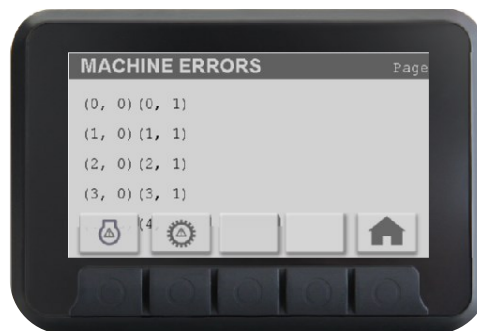 MACHINE ERRORS Page
(0, 0)(0, 1)
(1, 0)(1, 1)
(2, 0)(2, 1)
(3, 0)(3, 1)
(4,